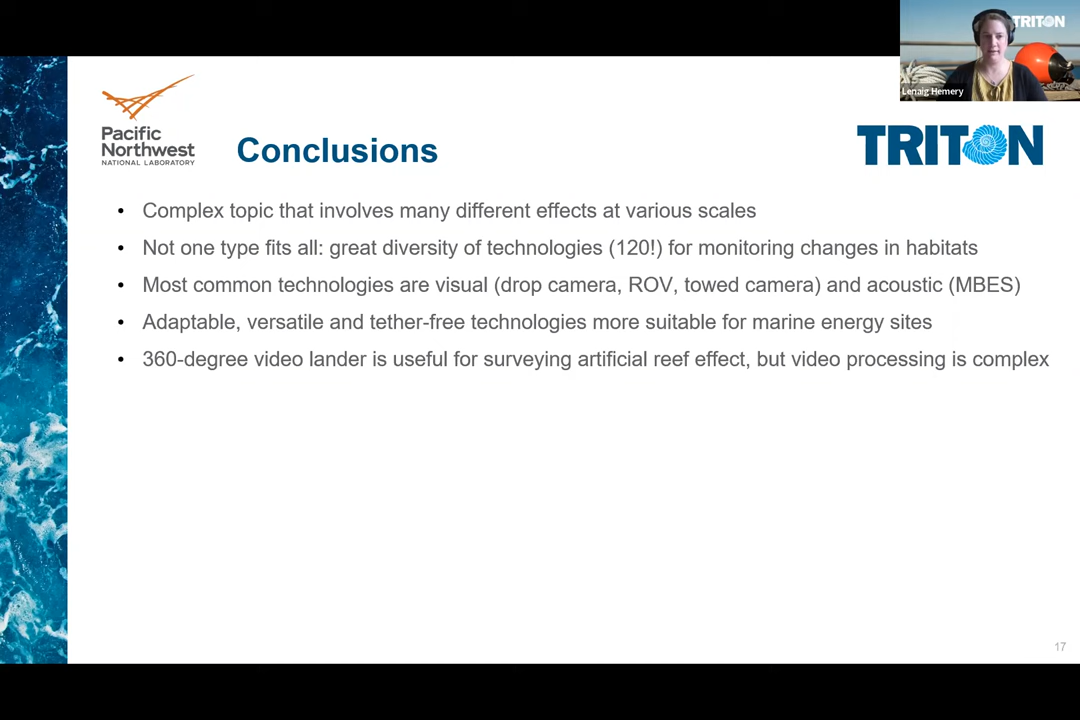 TRITON
Lenaig Hemery
Pacific
Northwest
NATIONAL LABORATORY
Conclusions
TRITON
• Complex topic that involves many different effects at various scales
• Not one type fits all: great diversity of technologies (120!) for monitoring changes in habitats
• Most common technologies are visual (drop camera, ROV, towed camera) and acoustic (MBES)
• Adaptable, versatile and tether-free technologies more suitable for marine energy sites
• 360-degree video lander is useful for surveying artificial reef effect, but video processing is complex
17